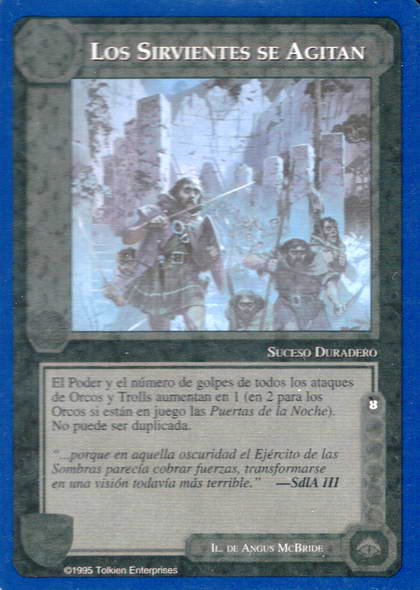 LOS SIRVIENTES SE AGITAN
SUCESO DURADERO
El Poder y el número de golpes de todos los ataques
de Orcos y Trolls aumentan en 1 (en 2 para los
Orcos si están en juego las Puertas de la Noche).
No puede ser duplicada.
8
“...porque en aquella oscuridad el Ejército de las
Sombras parecía cobrar fuerzas, transformarse
en una visión todavía más terrible.” —SdlA III
IL. DE ANGUS MCBRIDE
©1995 Tolkien Enterprises